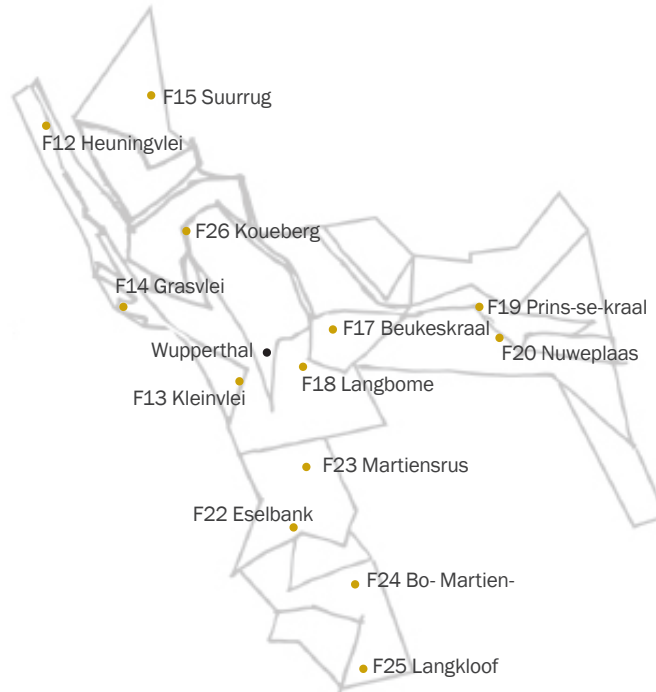 F15 Suurrug
F12 Heuningvlei
F26 Koueberg
F14 Grasvlei
F19 Prins-se-kraal
F17 Beukeskraal
Wupperthal
F20 Nuweplaas
F18 Langbome
F13 Kleinvlei
F23 Martiensrus
F22 Eselbank
F24 Bo- Martien-
F25 Langkloof